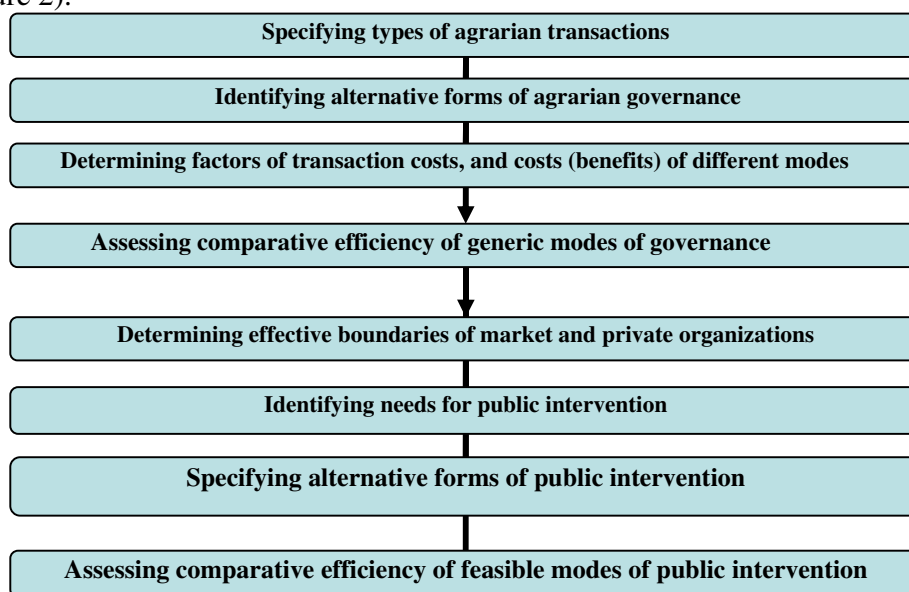 ure 2).
Specifying types of agrarian transactions
Identifying alternative forms of agrarian governance
Determining factors of transaction costs, and costs (benefits) of different modes
Assessing comparative efficiency of generic modes of governance
Determining effective boundaries of market and private organizations
Identifying needs for public intervention
Specifying alternative forms of public intervention
Assessing comparative efficiency of feasible modes of public intervention